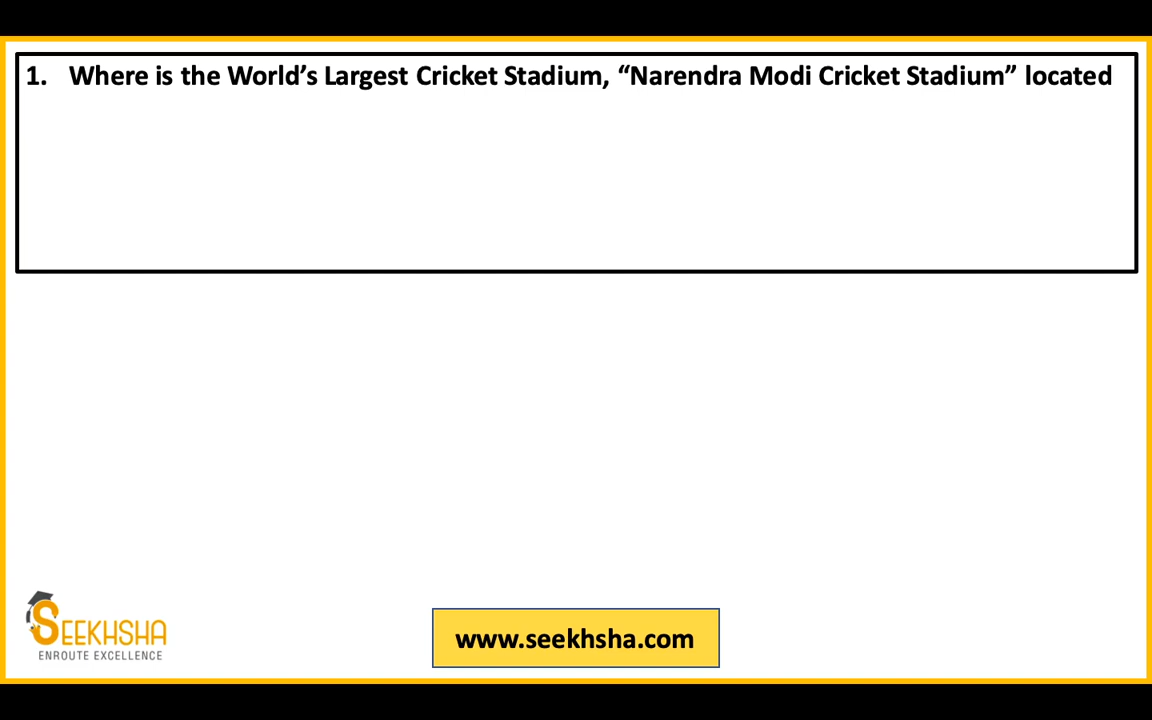 1. Where is the World’s Largest Cricket Stadium, “Narendra Modi Cricket Stadium” located
SEEKHSHA
ENROUTE EXCELLENCE
www.seekhsha.com